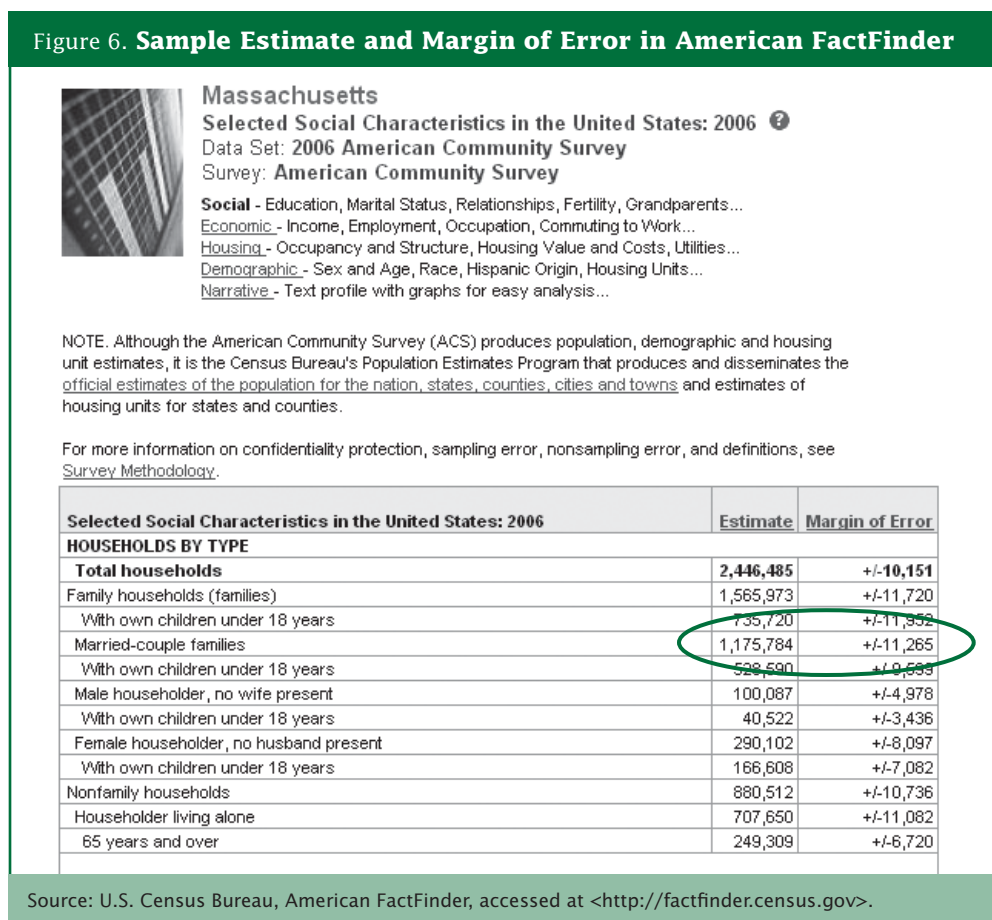 Figure 6. Sample Estimate and Margin of Error in American FactFinder
Massachusetts
Selected Social Characteristics in the United States: 2006 ?
Data Set: 2006 American Community Survey
Survey: American Community Survey
Social - Education, Marital Status, Relationships, Fertility, Grandparents...
Economic - Income, Employment, Occupation, Commuting to Work...
Housing - Occupancy and Structure, Housing Value and Costs, Utilities...
Demographic - Sex and Age, Race, Hispanic Origin, Housing Units...
Narrative - Text profile with graphs for easy analysis...
NOTE. Although the American Community Survey (ACS) produces population, demographic and housing
unit estimates, it is the Census Bureau's Population Estimates Program that produces and disseminates the
official estimates of the population for the nation, states, counties, cities and towns and estimates of
housing units for states and counties.
For more information on confidentiality protection, sampling error, nonsampling error, and definitions, see
Survey Methodology.
Selected Social Characteristics in the United States: 2006 Estimate Margin of Error
HOUSEHOLDS BY TYPE
Total households 2,446,485 +/-10,151
Family households (families) 1,565,973 +/-11,720
With own children under 18 years 735,720 +/-11,952
Married-couple families 1,175,784 +/-11,265
With own children under 18 years 528,590
Male householder, no wife present 100,087 +/-4,978
With own children under 18 years 40,522 +/-3,436
Female householder, no husband present 290,102 +/-8,097
With own children under 18 years 166,608 +/-7,082
Nonfamily households 880,512 +/-10,736
Householder living alone 707,650 +/-11,082
65 years and over 249,309 +/-6,720
Source: U.S. Census Bureau, American FactFinder, accessed at <http://factfinder.census.gov>.